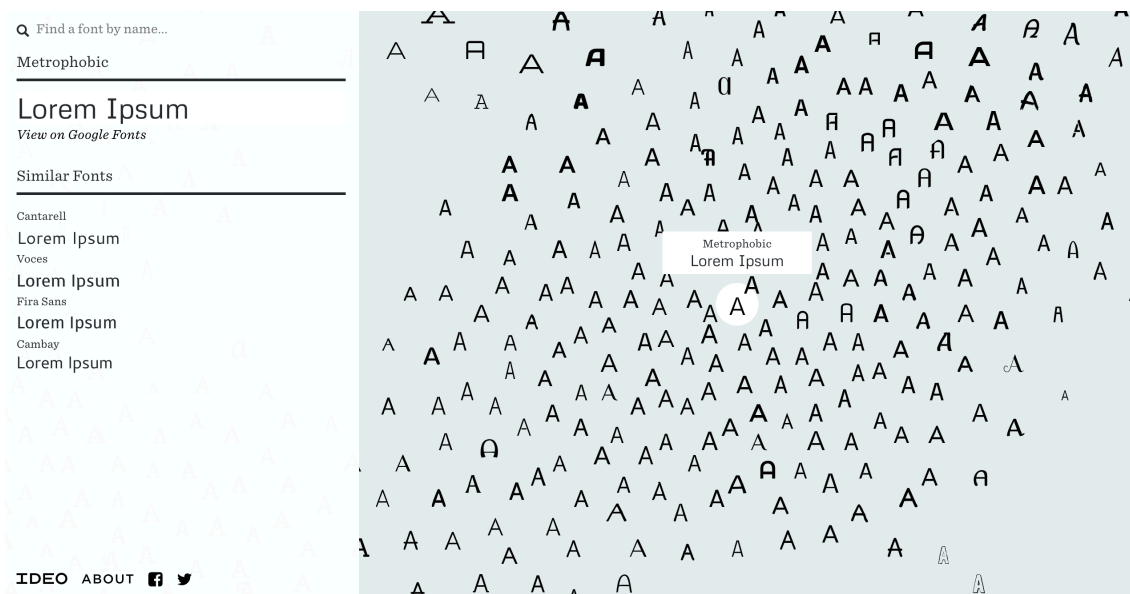 Find a font by name...
Metrophobic
Lorem Ipsum
View on Google Fonts
Similar Fonts
Cantarell
Lorem Ipsum
Voces
Lorem Ipsum
Fira Sans
Lorem Ipsum
Cambay
Lorem Ipsum
IDEO ABOUT
Metrophobic
Lorem Ipsum
A